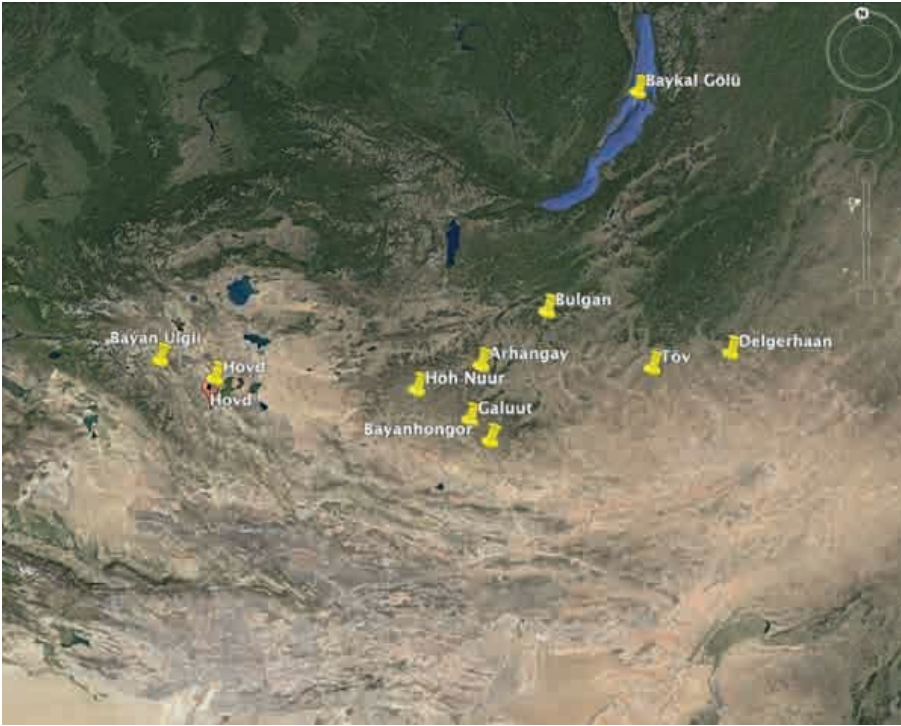 N
Baykal Gölü
Bulgan
Bayan Ulgii
Delgerhaan
Arhangay
Töv
Hovd
Hoh Nuur
Hovd
Galuut
Bayanhongor